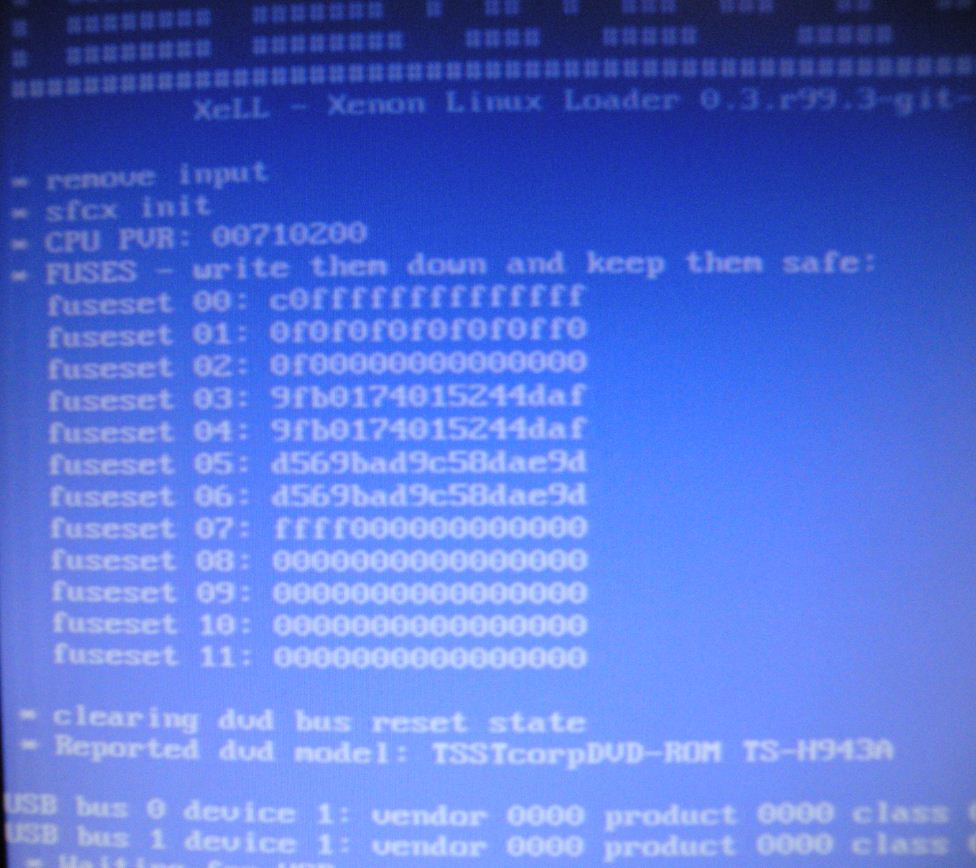 XeLL - Xenon Linux Loader 0.3.r99.3-git-
* remove input
* sfcx init
* CPU PVR: 00710200
* FUSES - write them down and keep them safe:
fuseset 00: c0ffffffffffffff
fuseset 01: 0f0f0f0f0f0f0ff0
fuseset 02: 0f00000000000000
fuseset 03: 9fb0174015244daf
fuseset 04: 9fb0174015244daf
fuseset 05: d569bad9c58dae9d
fuseset 06: d569bad9c58dae9d
fuseset 07: ffff000000000000
fuseset 08: 0000000000000000
fuseset 09: 0000000000000000
fuseset 10: 0000000000000000
fuseset 11: 0000000000000000
* clearing dvd bus reset state
* Reported dvd model: TSSTcorpDVD-ROM TS-H943A
USB bus 0 device 1: vendor 0000 product 0000 class
USB bus 1 device 1: vendor 0000 product 0000 class
* Waiting for USB